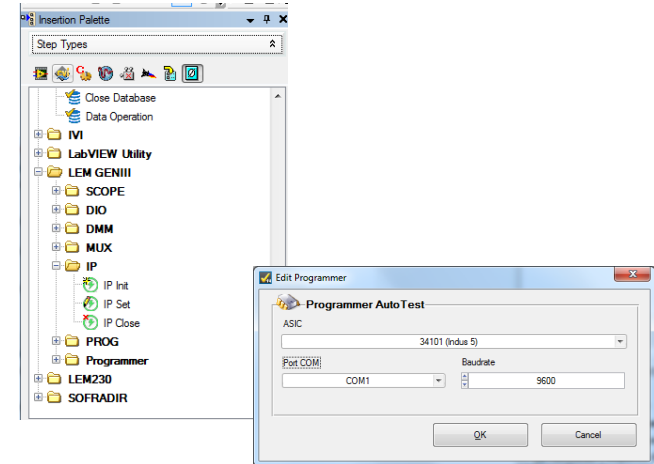 Insertion Palette
Step Types
Close Database
Data Operation
IVI
LabVIEW Utility
LEM GENIII
SCOPE
DIO
DMM
MUX
IP
IP Init
IP Set
IP Close
PROG
Programmer
LEM230
SOFRADIR
Edit Programmer
Programmer AutoTest
ASIC
34101 (Indus 5)
Port COM
Baudrate
COM1
9600
OK
Cancel